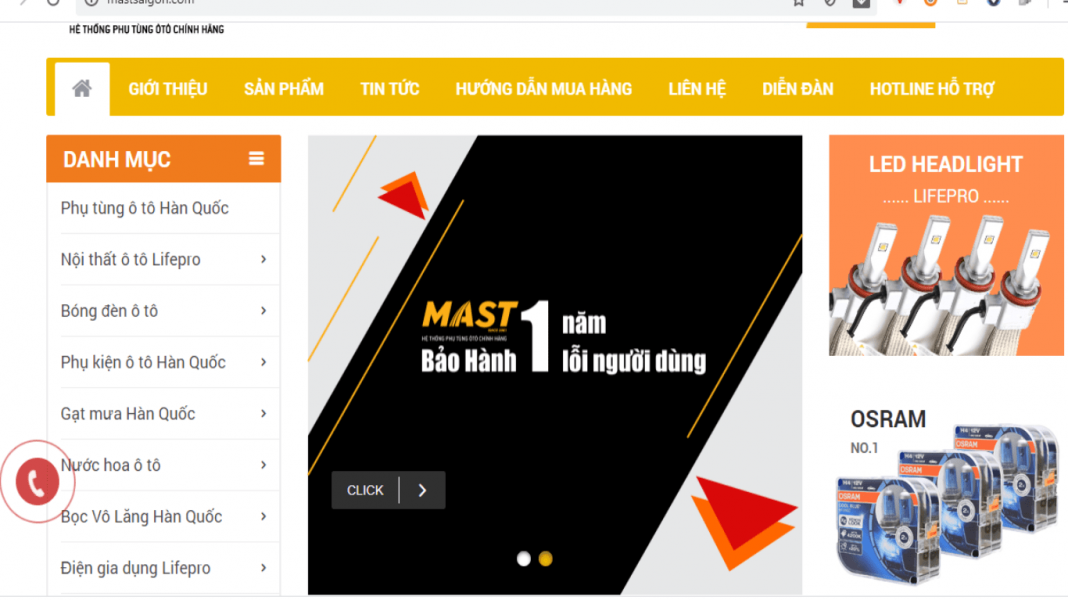 mastsaigon.com
HỆ THỐNG PHỤ TÙNG ÔTÔ CHÍNH HÃNG
GIỚI THIỆU
SẢN PHẨM
TIN TỨC
HƯỚNG DẪN MUA HÀNG
LIÊN HỆ
DIỄN ĐÀN
HOTLINE HỖ TRỢ
DANH MỤC
Phụ tùng ô tô Hàn Quốc
Nội thất ô tô Lifepro
Bóng đèn ô tô
Phụ kiện ô tô Hàn Quốc
Gạt mưa Hàn Quốc
Nước hoa ô tô
Bọc Vô Lăng Hàn Quốc
Điện gia dụng Lifepro
MAST
HỆ THỐNG PHỤ TÙNG ÔTÔ CHÍNH HÃNG
Bảo Hành 1 năm
lỗi người dùng
CLICK
LED HEADLIGHT
...... LIFEPRO ......
OSRAM
NO.1
OSRAM
OSRAM
OSRAM